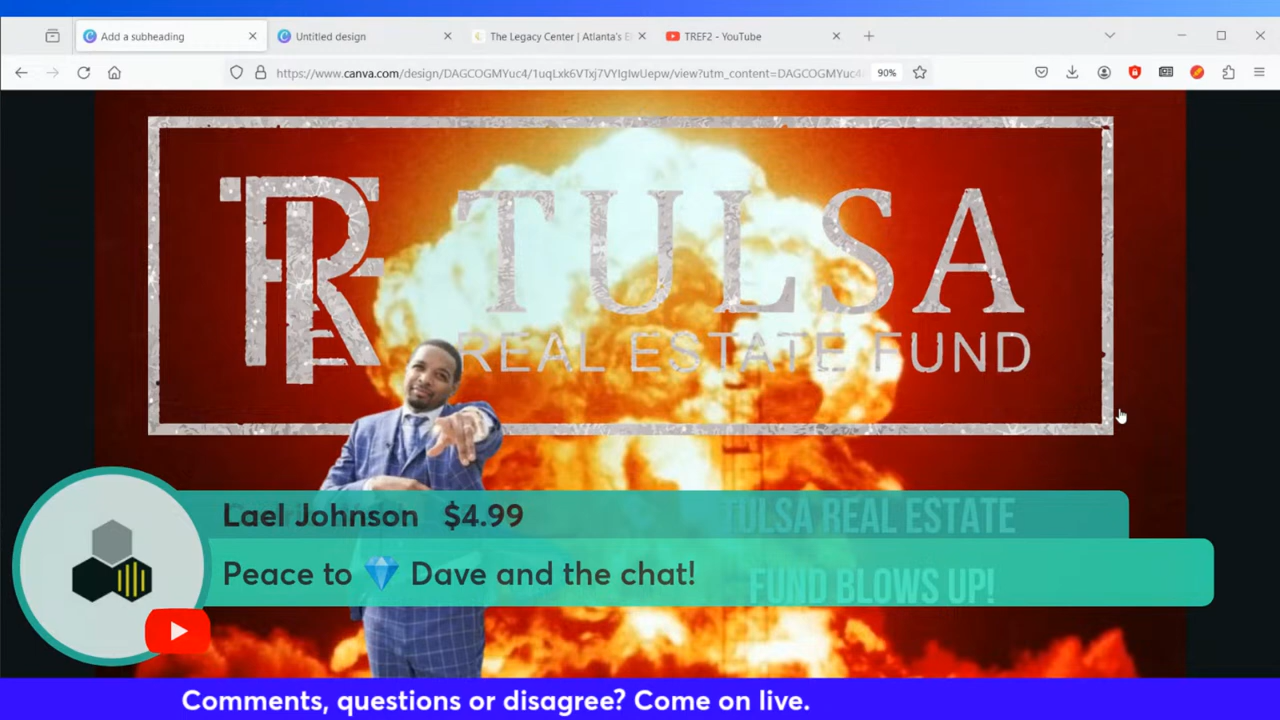 Add a subheading
Untitled design
The Legacy Center | Atlanta's E
TREF2 - YouTube
https://www.canva.com/design/DAGCOGMYuc4/1uqLxk6VTxj7VYIgIwUepw/view?utm_content=DAGCOGMYuc4
90%
TULSA
REAL ESTATE FUND
Lael Johnson $4.99
Peace to 💎 Dave and the chat!
TULSA REAL ESTATE
FUND BLOWS UP!
Comments, questions or disagree? Come on live.